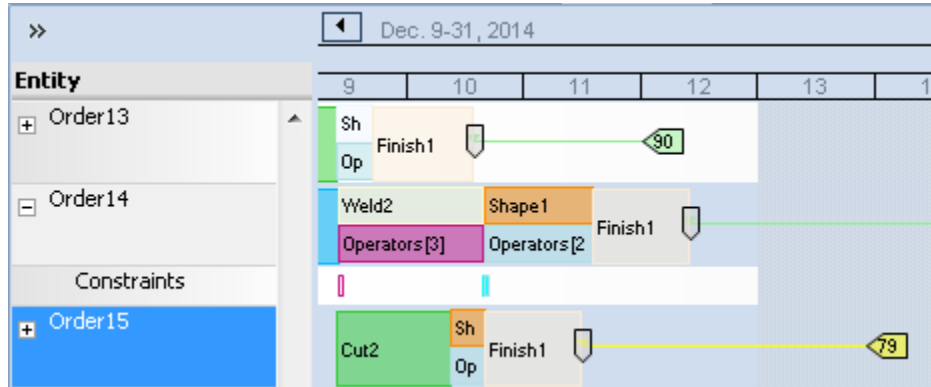 »
Dec. 9-31, 2014
Entity
9 10 11 12 13 1
Order13
Sh
Op
Finish1
90
Order14
Weld2
Operators[3]
Shape1
Operators[2
Finish1
Constraints
Order15
Cut2
Sh
Op
Finish1
79